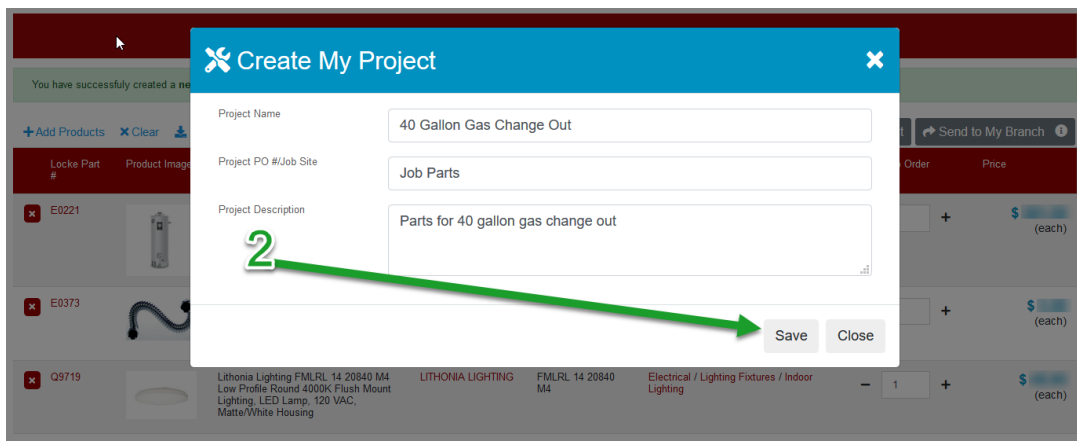 Create My Project
You have successfuly created a ne
Project Name
40 Gallon Gas Change Out
Project PO #/Job Site
Job Parts
Project Description
Parts for 40 gallon gas change out
2
Save
Close
+Add Products
Clear
t
Send to My Branch
Locke Part #
Product Image
Order
Price
E0221
+
$
(each)
E0373
+
$
(each)
Q9719
Lithonia Lighting FMLRL 14 20840 M4
Low Profile Round 4000K Flush Mount
Lighting, LED Lamp, 120 VAC,
Matte/White Housing
LITHONIA LIGHTING
FMLRL 14 20840
M4
Electrical / Lighting Fixtures / Indoor
Lighting
− 1 +
$
(each)